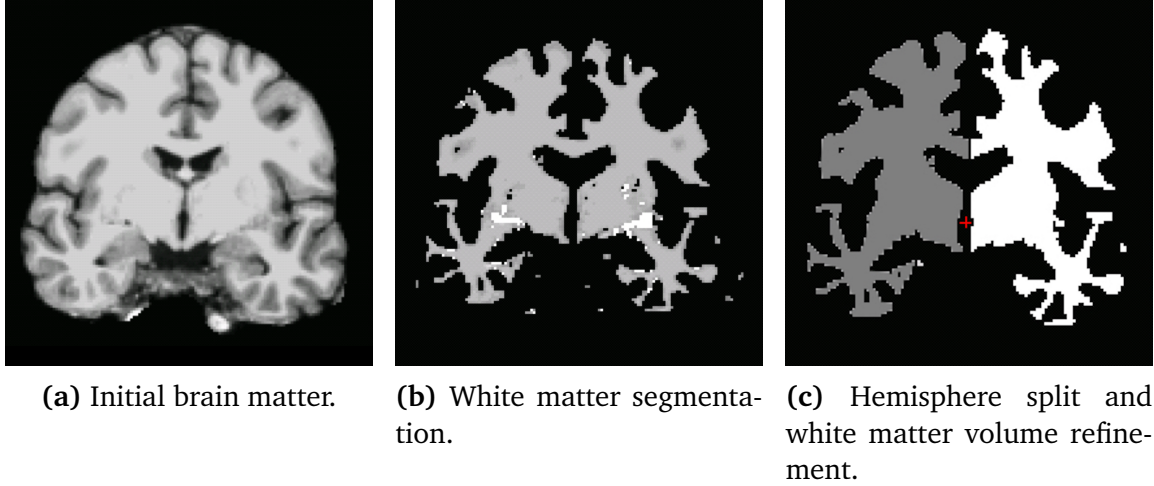 (a) Initial brain matter.
(b) White matter segmenta-
tion.
(c) Hemisphere split and
white matter volume refine-
ment.